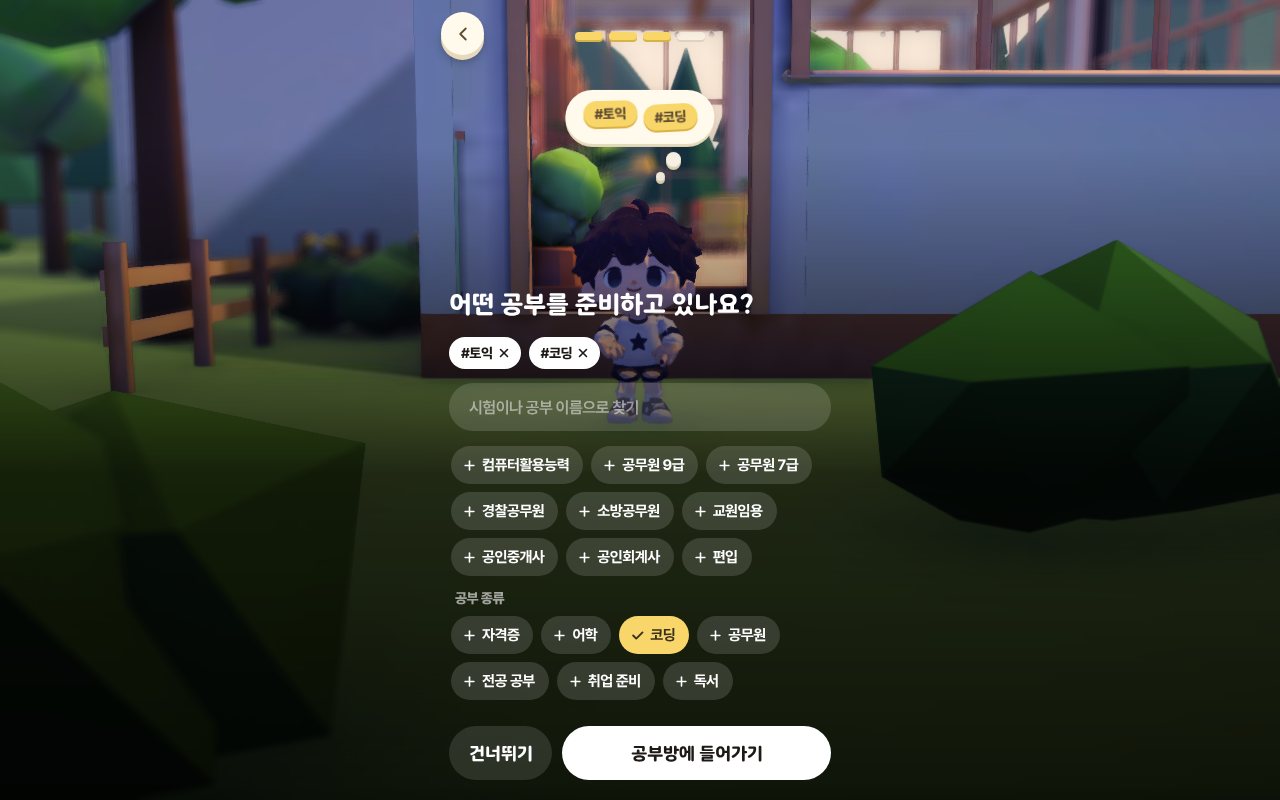 #토익 #코딩
어떤 공부를 준비하고 있나요?
#토익 × #코딩 ×
시험이나 공부 이름으로 찾기
+ 컴퓨터활용능력 + 공무원 9급 + 공무원 7급
+ 경찰공무원 + 소방공무원 + 교원임용
+ 공인중개사 + 공인회계사 + 편입
공부 종류
+ 자격증 + 어학 ✓ 코딩 + 공무원
+ 전공 공부 + 취업 준비 + 독서
건너뛰기 공부방에 들어가기